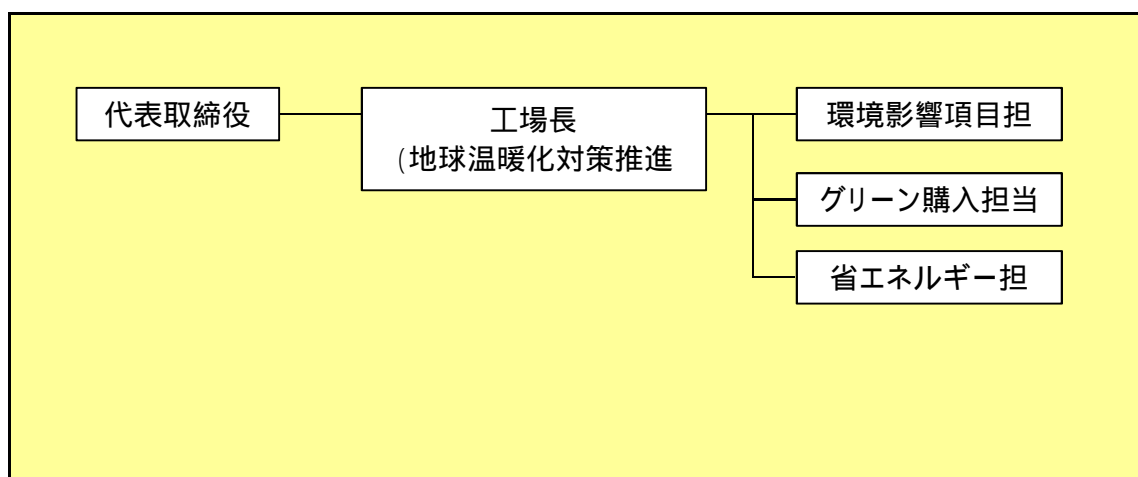 代表取締役
工場長
(地球温暖化対策推進
環境影響項目担
グリーン購入担当
省エネルギー担